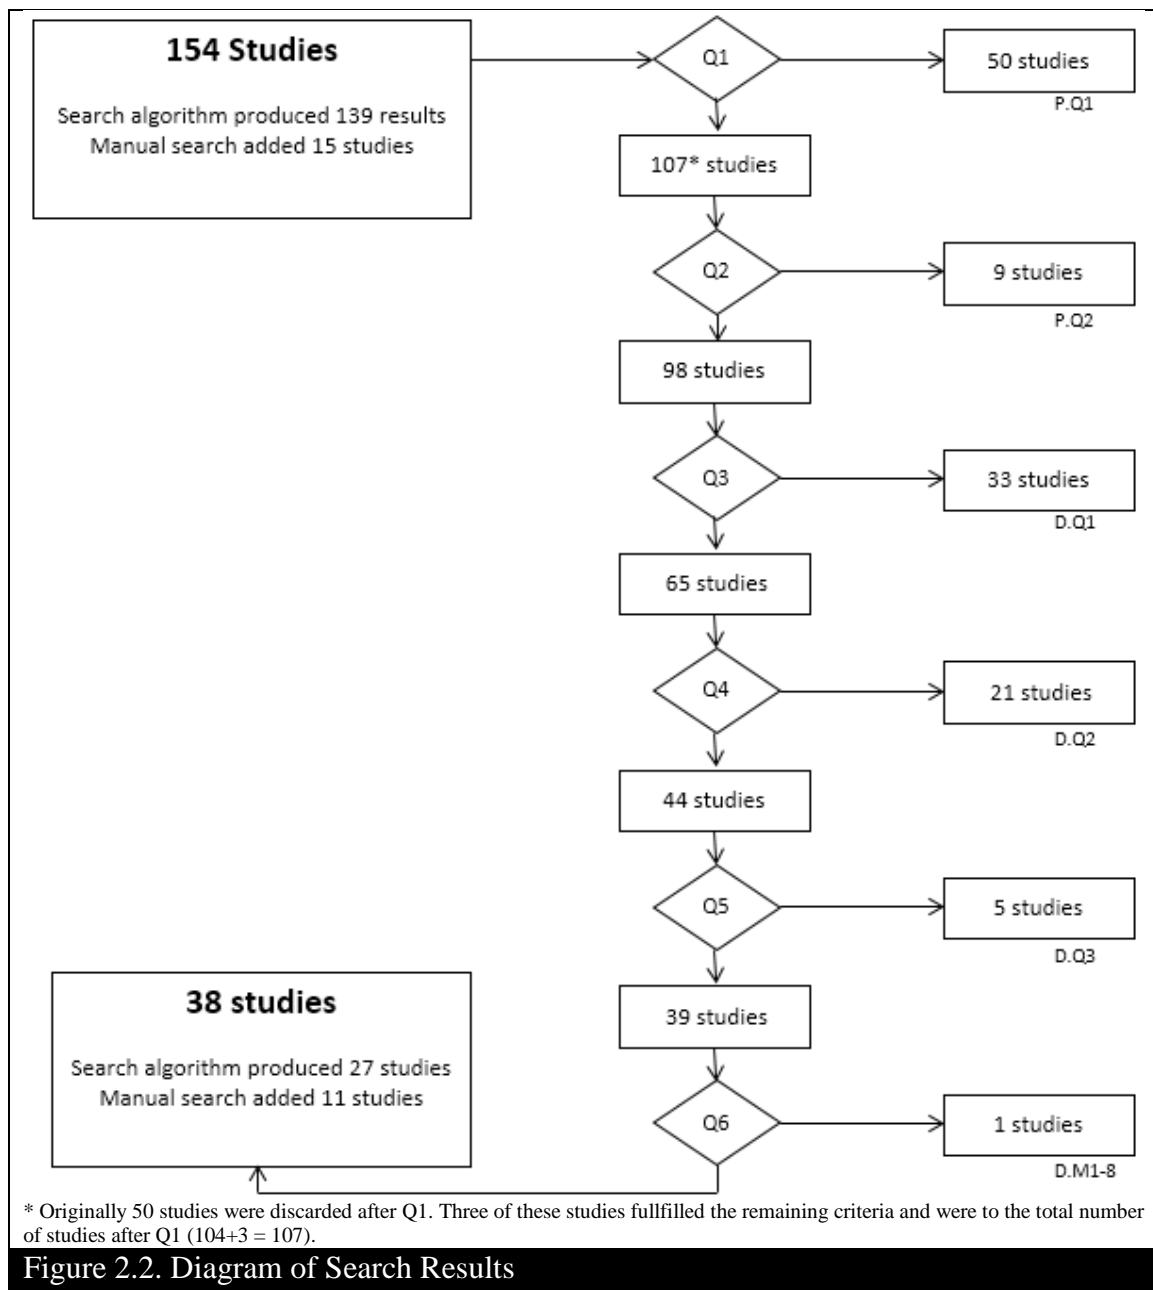 154 Studies
Search algorithm produced 139 results
Manual search added 15 studies
Q1
50 studies
P.Q1
107* studies
Q2
9 studies
P.Q2
98 studies
Q3
33 studies
D.Q1
65 studies
Q4
21 studies
D.Q2
44 studies
Q5
5 studies
D.Q3
39 studies
Q6
1 studies
D.M1-8
38 studies
Search algorithm produced 27 studies
Manual search added 11 studies
* Originally 50 studies were discarded after Q1. Three of these studies fullfilled the remaining criteria and were to the total number
of studies after Q1 (104+3 = 107).
Figure 2.2. Diagram of Search Results